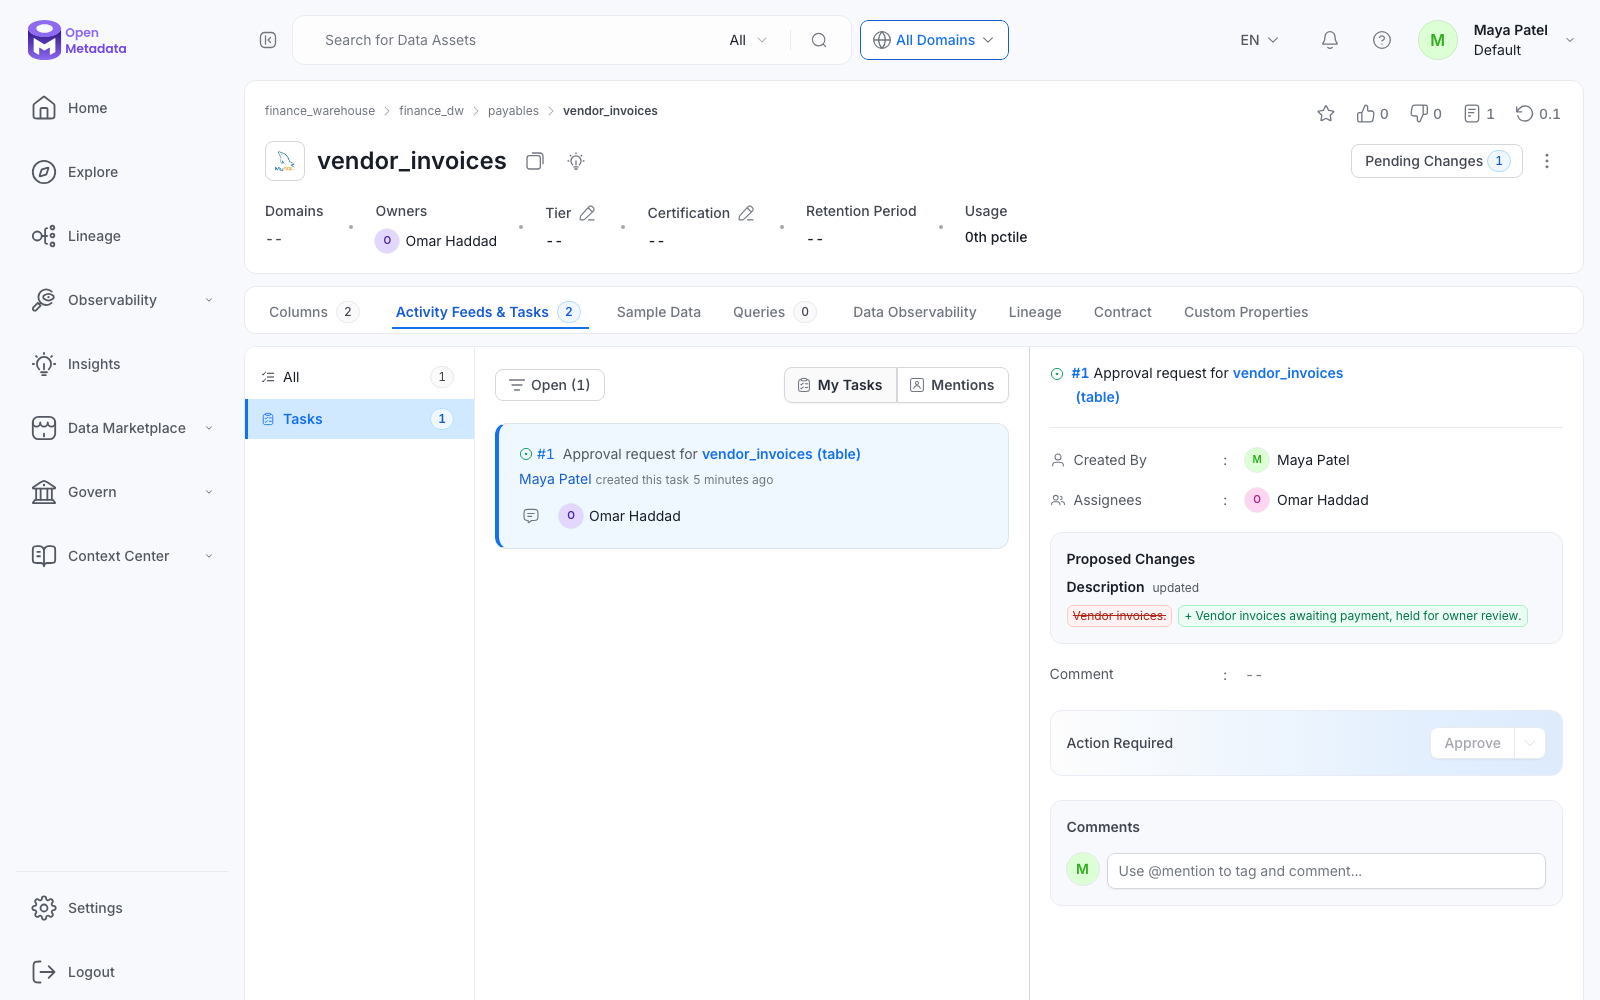 Open
Metadata
Search for Data Assets
All
All Domains
EN
M
Maya Patel
Default
Home
Explore
Lineage
Observability
Insights
Data Marketplace
Govern
Context Center
Settings
Logout
finance_warehouse
finance_dw
payables
vendor_invoices
0
0
1
0.1
MySQL
vendor_invoices
Pending Changes 1
Domains
--
Owners
O Omar Haddad
Tier
--
Certification
--
Retention Period
--
Usage
0th pctile
Columns 2
Activity Feeds & Tasks 2
Sample Data
Queries 0
Data Observability
Lineage
Contract
Custom Properties
All 1
Tasks 1
Open (1)
My Tasks
Mentions
#1 Approval request for vendor_invoices (table)
Maya Patel created this task 5 minutes ago
O Omar Haddad
#1 Approval request for vendor_invoices
(table)
Created By : M Maya Patel
Assignees : O Omar Haddad
Proposed Changes
Description updated
Vendor invoices. + Vendor invoices awaiting payment, held for owner review.
Comment : --
Action Required
Approve
Comments
M
Use @mention to tag and comment...